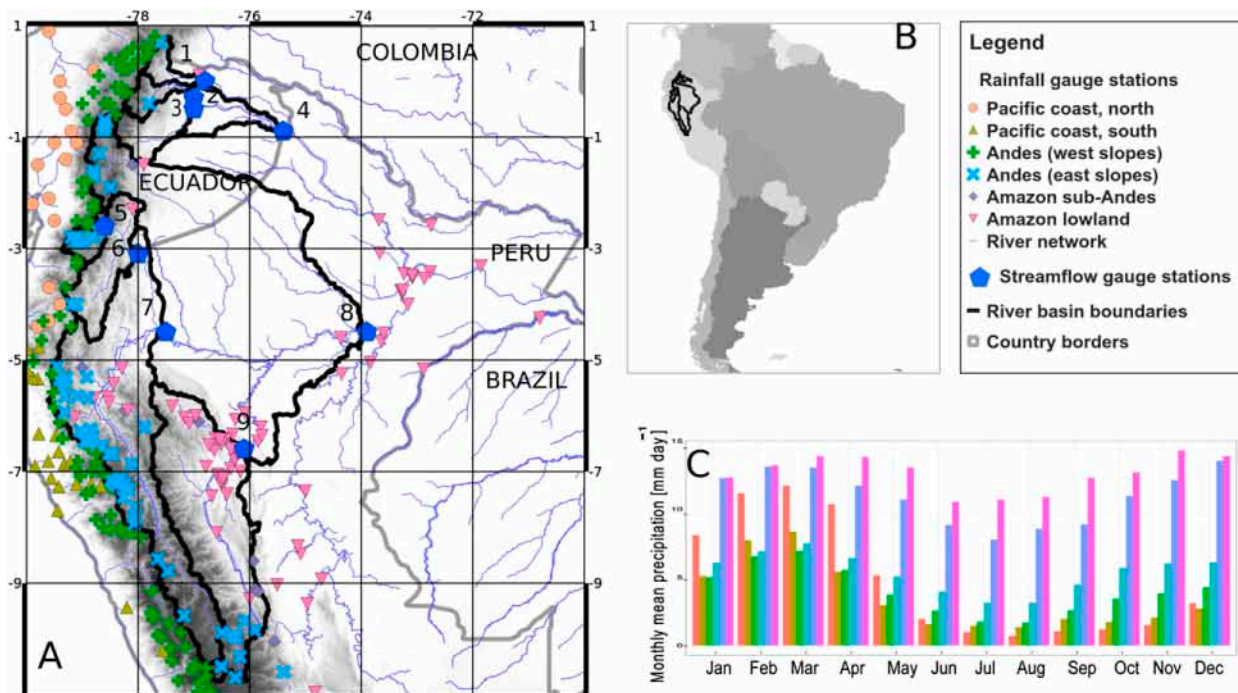 -78 -76 -74 -72
1
-1
-3
-5
-7
-9
1
-1
-3
-5
-7
-9
COLOMBIA
ECUADOR
PERU
BRAZIL
1
2
3
4
5
6
7
8
9
A
B
Legend
Rainfall gauge stations
Pacific coast, north
Pacific coast, south
Andes (west slopes)
Andes (east slopes)
Amazon sub-Andes
Amazon lowland
River network
Streamflow gauge stations
River basin boundaries
Country borders
C
Monthly mean precipitation [mm day⁻¹]
15
10
5
0
Jan Feb Mar Apr May Jun Jul Aug Sep Oct Nov Dec